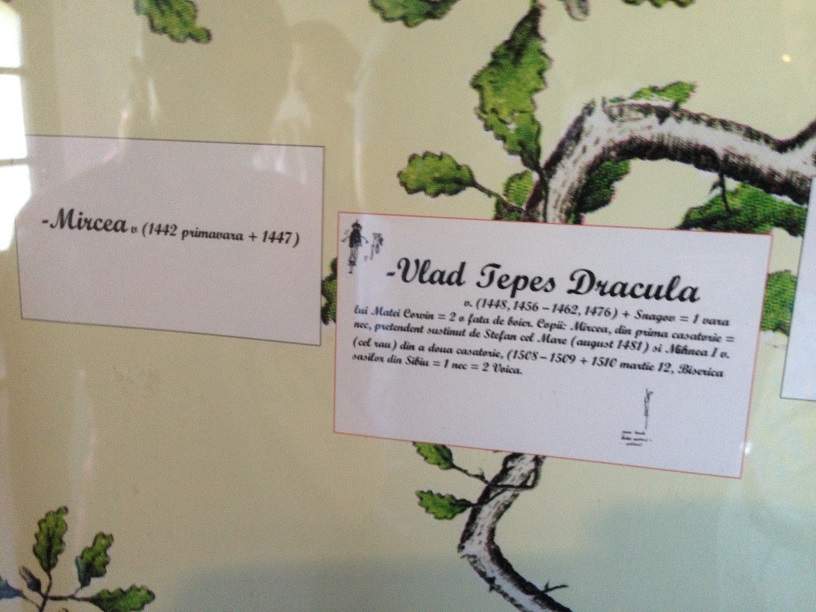 -Mircea v. (1442 primavara + 1447)
-Vlad Tepes Dracula
v. (1448, 1456 – 1462, 1476) + Snagov = 1 vara
lui Matei Corvin = 2 o fata de boier. Copii: Mircea, din prima casatorie =
nec, pretendent sustinut de Stefan cel Mare (august 1481) si Mihnea I v.
(cel rau) din a doua casatorie, (1508 – 1509 + 1510 martie 12, Biserica
sasilor din Sibiu = 1 nec = 2 Voica.